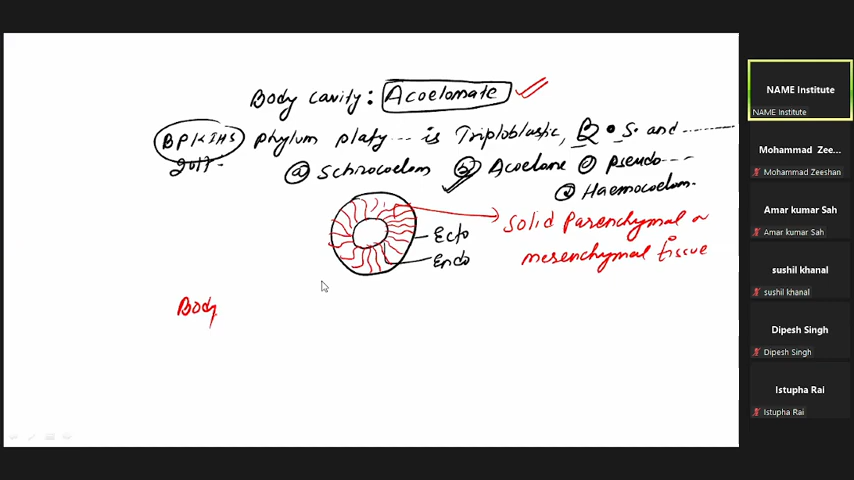 Body cavity: Acoelomate
BPKIHS 2017. Phylum platy.... is Triploblastic, B.S. and ........
(a) Schizocoelom (b) Acoelome (c) Pseudo----
(d) Haemocoelom.
Ecto
Endo
Solid Parenchymal or
mesenchymal tissue
Body
NAME Institute
NAME Institute
Mohammad Zee...
Mohammad Zeeshan
Amar kumar Sah
Amar kumar Sah
sushil khanal
sushil khanal
Dipesh Singh
Dipesh Singh
Istupha Rai
Istupha Rai